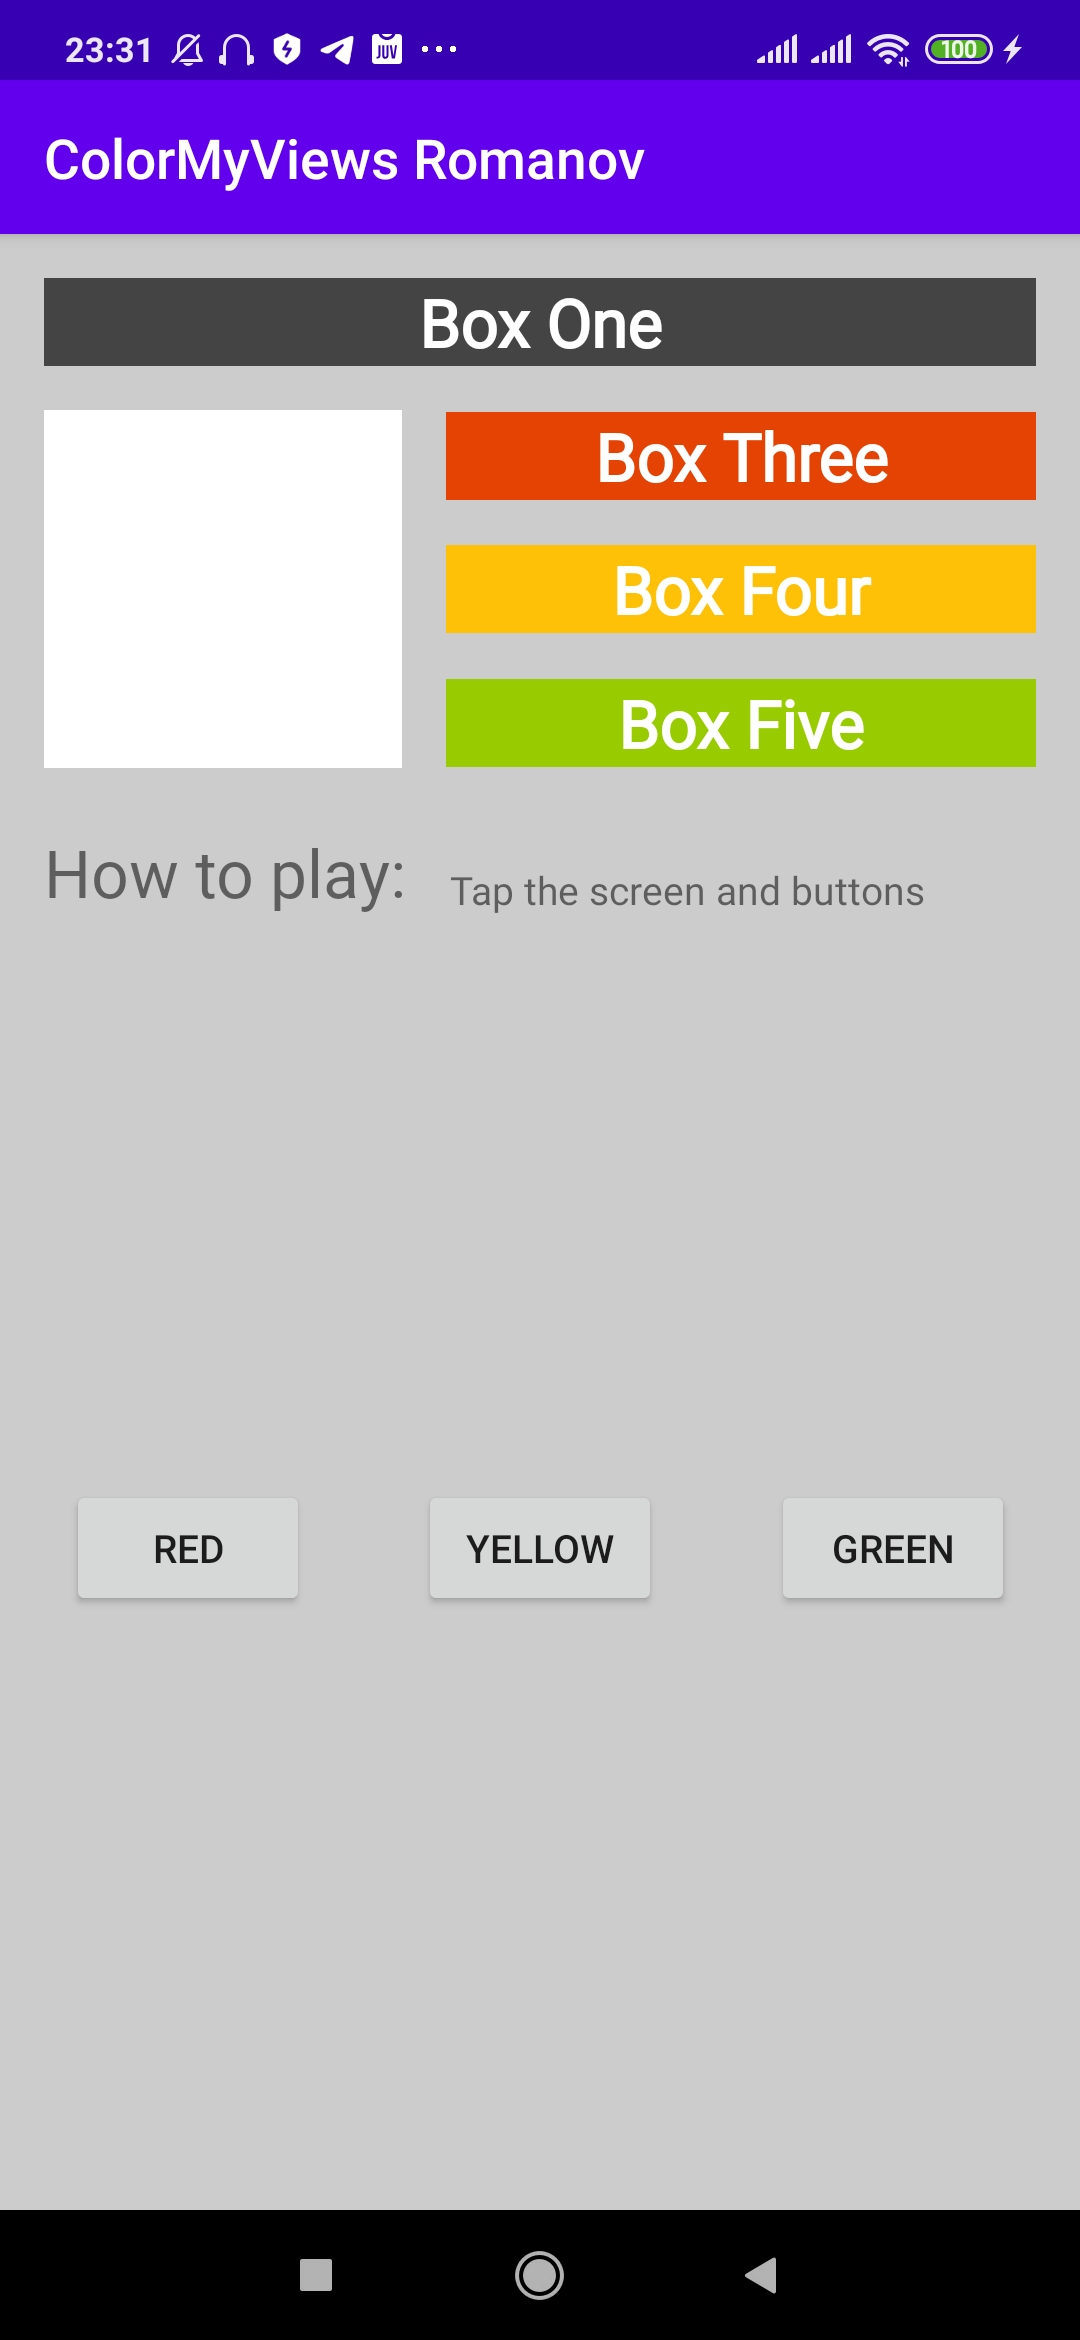 23:31 JUV 100
ColorMyViews Romanov
Box One
Box Three
Box Four
Box Five
How to play: Tap the screen and buttons
RED YELLOW GREEN